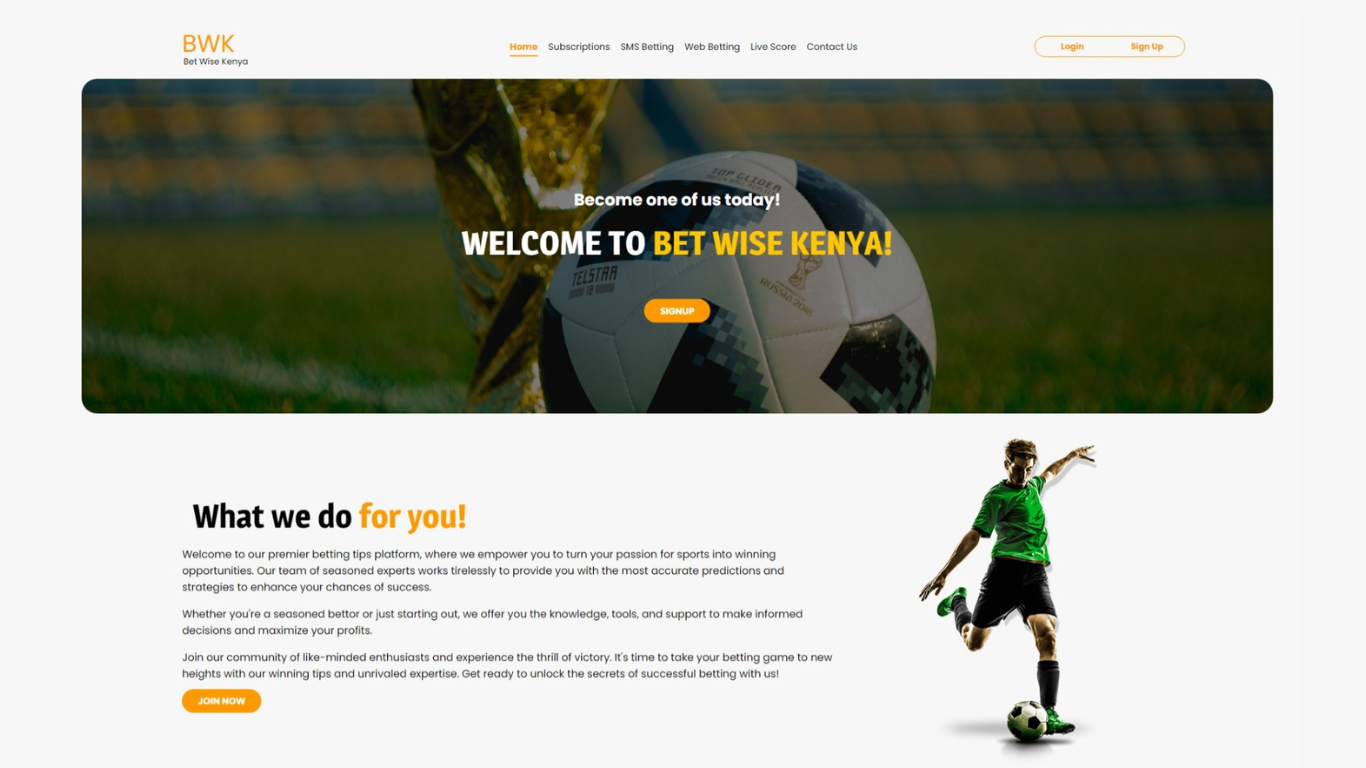 BWK
Bet Wise Kenya
Home Subscriptions SMS Betting Web Betting Live Score Contact Us
Login Sign Up
TOP GLIDER
Become one of us today!
WELCOME TO BET WISE KENYA!
TELSTAR
18
RUSSIA 2018
SIGNUP
What we do for you!
Welcome to our premier betting tips platform, where we empower you to turn your passion for sports into winning
opportunities. Our team of seasoned experts works tirelessly to provide you with the most accurate predictions and
strategies to enhance your chances of success.
Whether you're a seasoned bettor or just starting out, we offer you the knowledge, tools, and support to make informed
decisions and maximize your profits.
Join our community of like-minded enthusiasts and experience the thrill of victory. It's time to take your betting game to new
heights with our winning tips and unrivaled expertise. Get ready to unlock the secrets of successful betting with us!
JOIN NOW